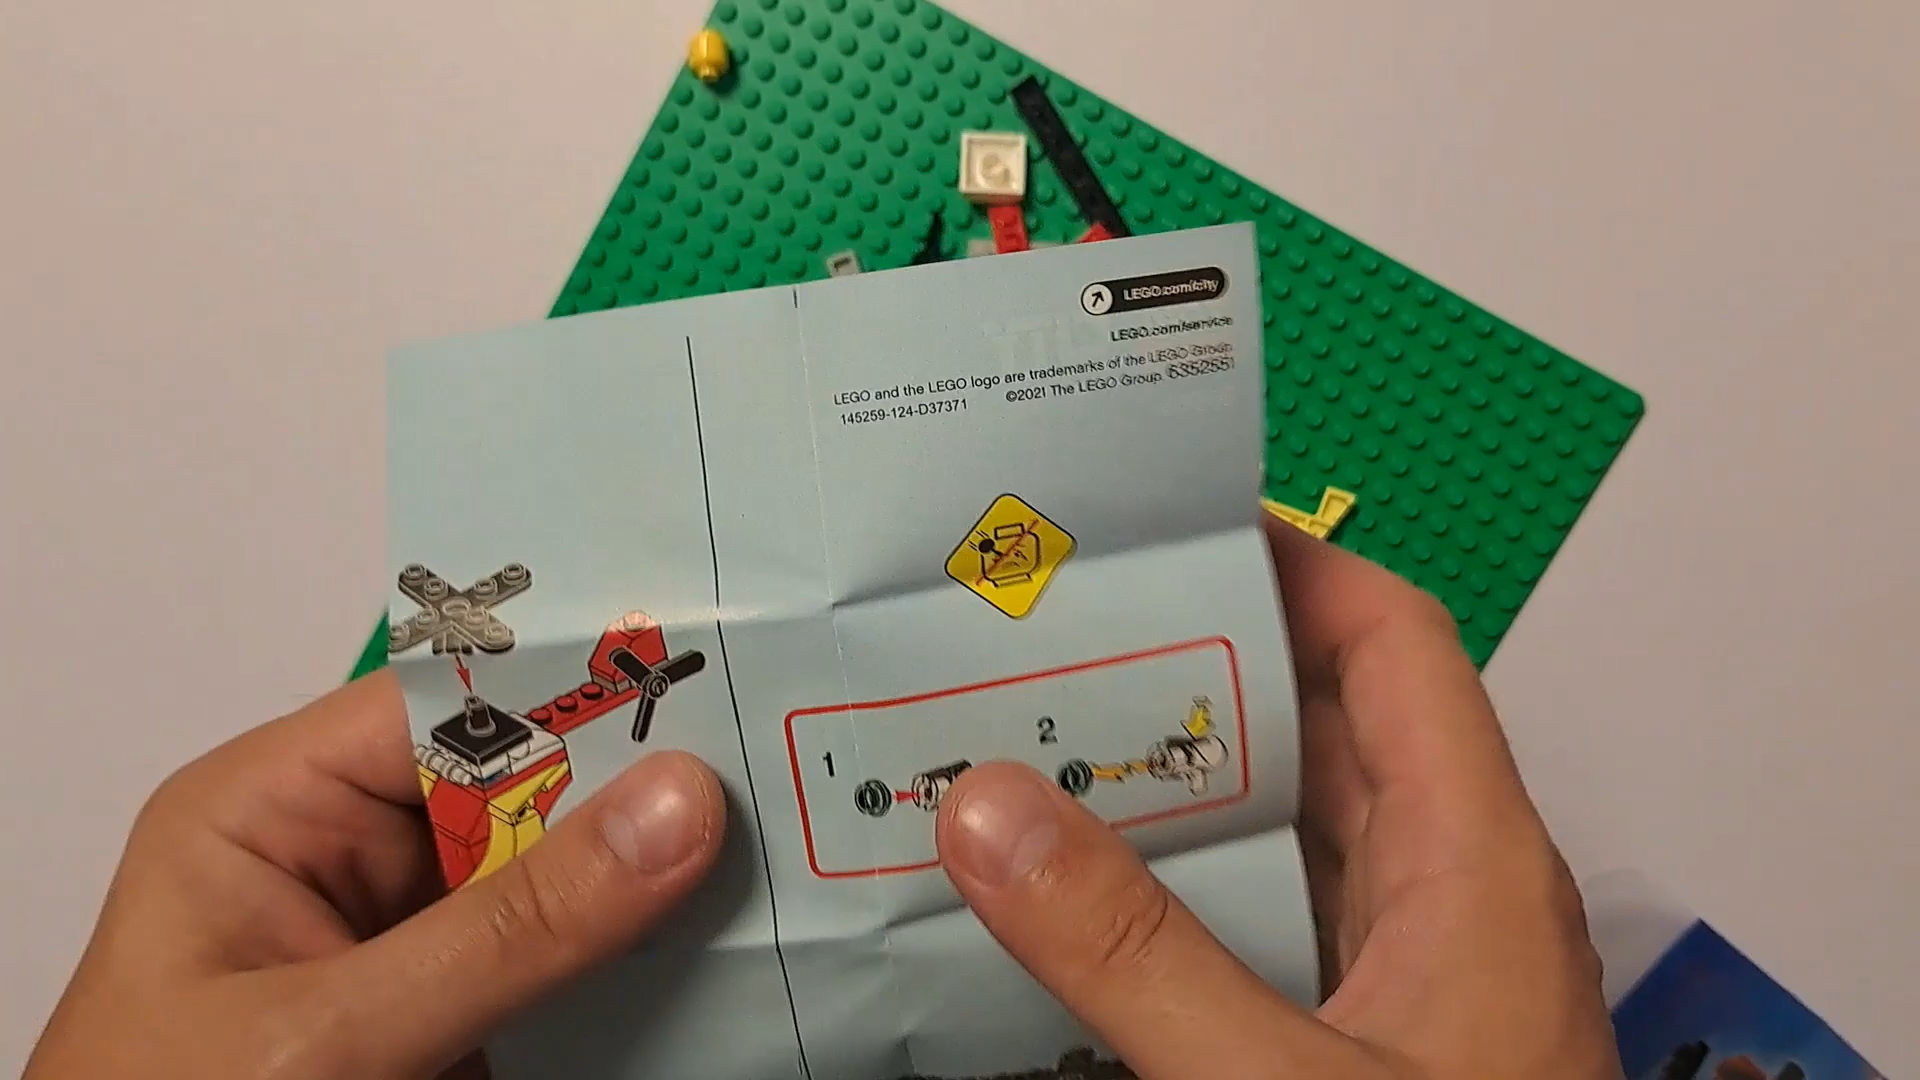 LEGO.com/city
LEGO.com/service
LEGO and the LEGO logo are trademarks of the LEGO Group.
145259-124-D37371 ©2021 The LEGO Group. 6352551
1
2